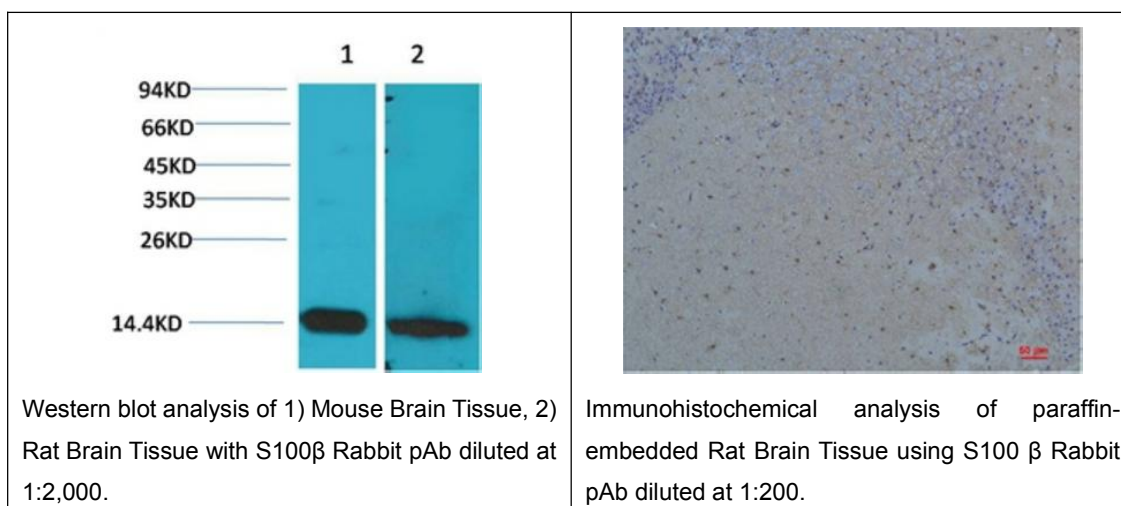 1 2
94KD
66KD
45KD
35KD
26KD
14.4KD
Western blot analysis of 1) Mouse Brain Tissue, 2)
Rat Brain Tissue with S100β Rabbit pAb diluted at
1:2,000.
50 μm
Immunohistochemical analysis of paraffin-
embedded Rat Brain Tissue using S100 β Rabbit
pAb diluted at 1:200.